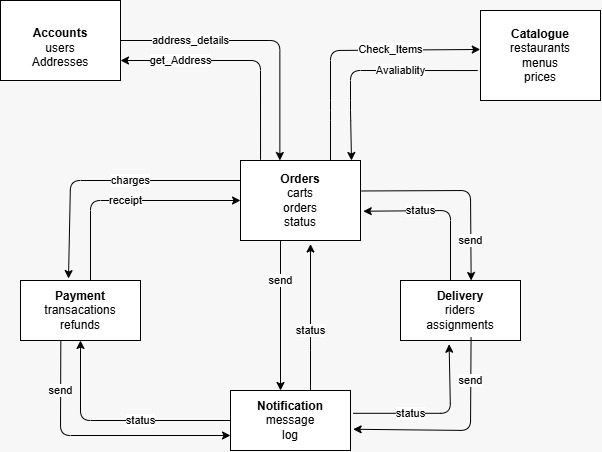 Accounts
users
Addresses
Catalogue
restaurants
menus
prices
address_details
get_Address
Check_Items
Avaliablity
Orders
carts
orders
status
charges
receipt
status
send
Payment
transacations
refunds
send
status
Delivery
riders
assignments
send
status
Notification
message
log
status
send